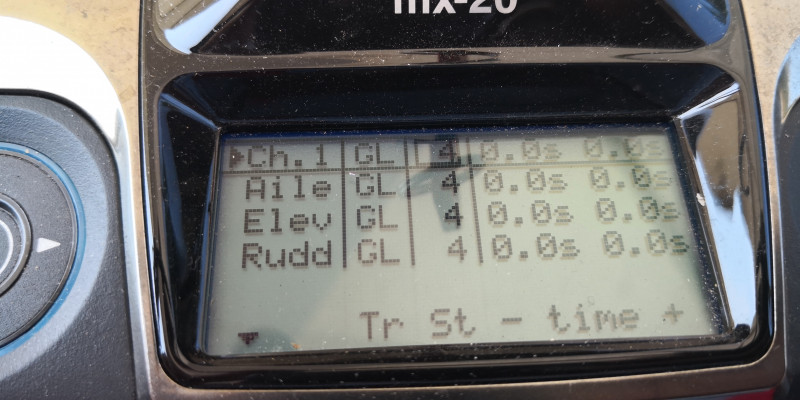 mx-20
▸Ch.1 GL 4 0.0s 0.0s
Aile GL 4 0.0s 0.0s
Elev GL 4 0.0s 0.0s
Rudd GL 4 0.0s 0.0s
▼ Tr St - time +